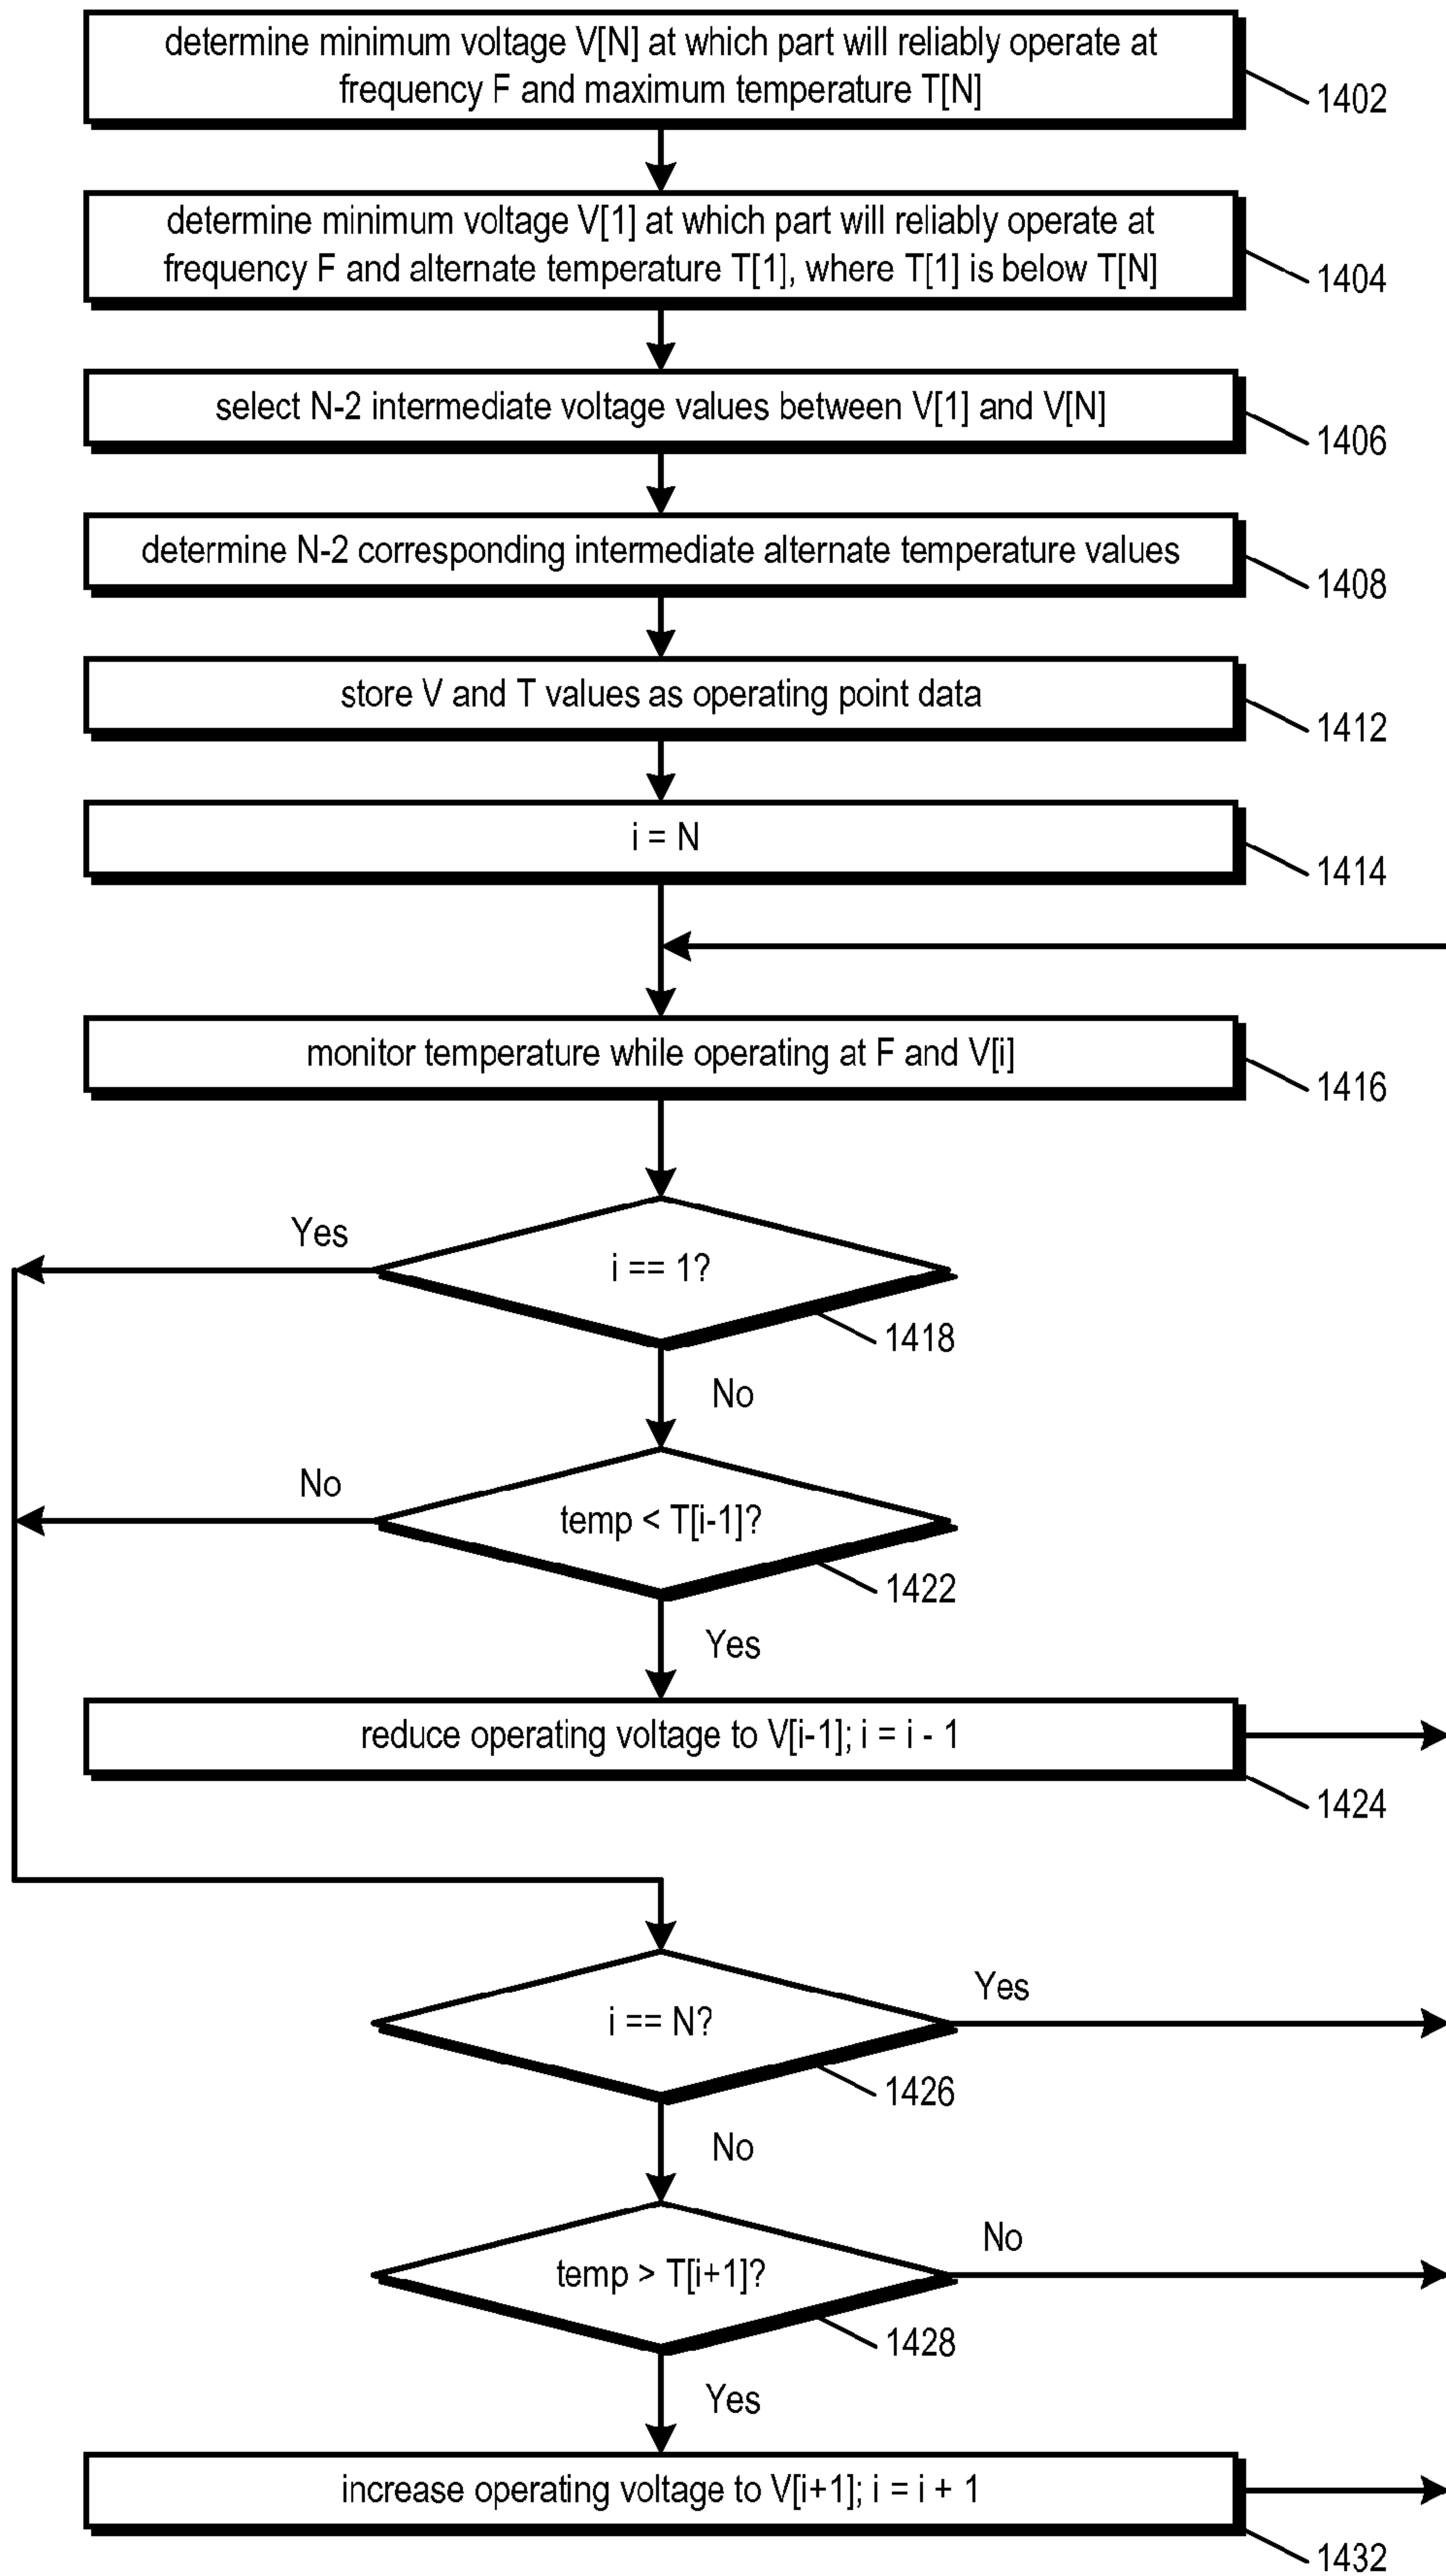 determine minimum voltage V[N] at which part will reliably operate at
frequency F and maximum temperature T[N]
1402
determine minimum voltage V[1] at which part will reliably operate at
frequency F and alternate temperature T[1], where T[1] is below T[N]
1404
select N-2 intermediate voltage values between V[1] and V[N]
1406
determine N-2 corresponding intermediate alternate temperature values
1408
store V and T values as operating point data
1412
i = N
1414
monitor temperature while operating at F and V[i]
1416
Yes
i == 1?
1418
No
No
temp < T[i-1]?
1422
Yes
reduce operating voltage to V[i-1]; i = i - 1
1424
i == N?
Yes
1426
No
temp > T[i+1]?
No
1428
Yes
increase operating voltage to V[i+1]; i = i + 1
1432